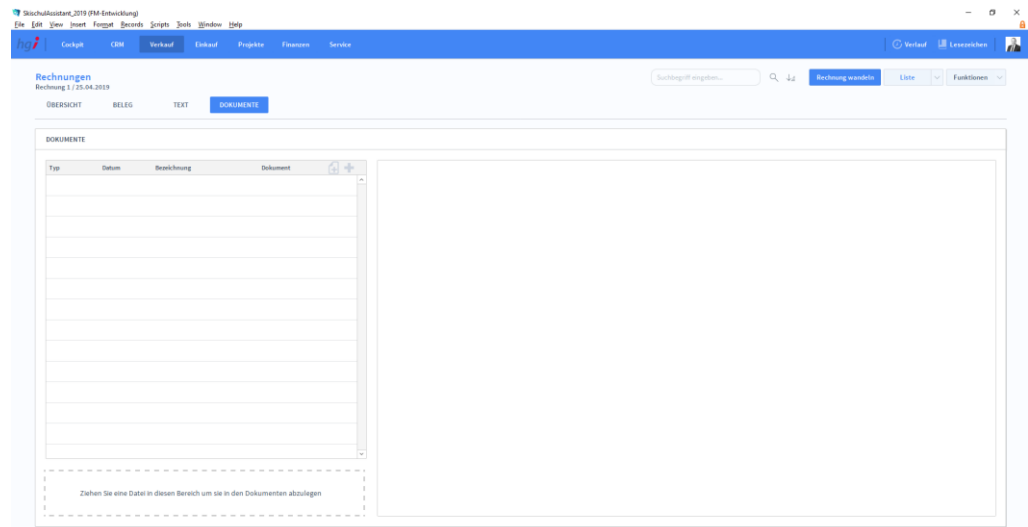 SkischulAssistant_2019 (FM-Entwicklung)
File Edit View Insert Format Records Scripts Tools Window Help
hgi Cockpit CRM Verkauf Einkauf Projekte Finanzen Service Verlauf Lesezeichen
Rechnungen Suchbegriff eingeben... Rechnung wandeln Liste Funktionen
Rechnung 1 / 25.04.2019
ÜBERSICHT BELEG TEXT DOKUMENTE
DOKUMENTE
Typ Datum Bezeichnung Dokument
Ziehen Sie eine Datei in diesen Bereich um sie in den Dokumenten abzulegen